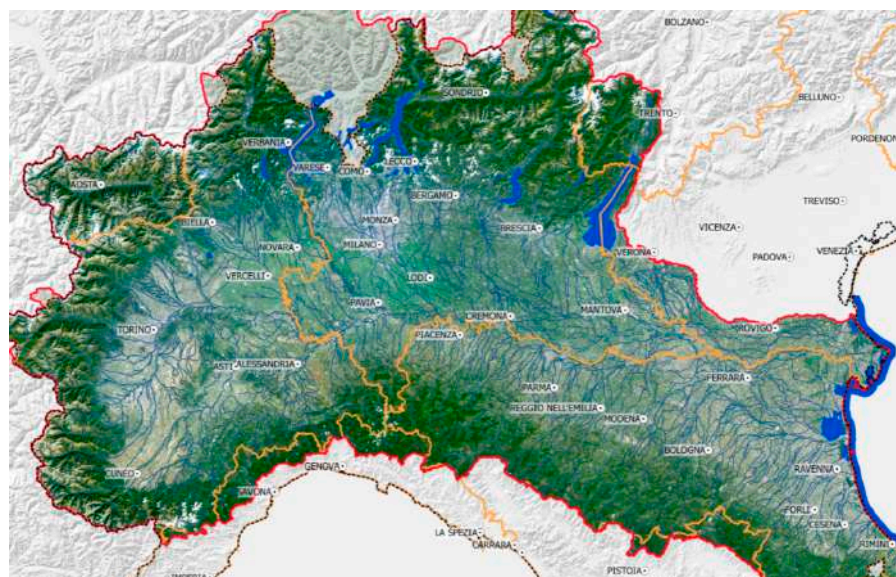 BOLZANO
SONDRIO
BELLUNO
TRENTO
PORDENON
VERBANIA
VARESE
COMO
LECCO
AOSTA
BERGAMO
TREVISO
BIELLA
MONZA
BRESCIA
VICENZA
NOVARA
MILANO
VERONA
PADOVA
VENEZIA
VERCELLI
LODI
PAVIA
CREMONA
MANTOVA
TORINO
PIACENZA
ROVIGO
ASTI
ALESSANDRIA
FERRARA
PARMA
REGGIO NELL'EMILIA
MODENA
BOLOGNA
CUNEO
GENOVA
RAVENNA
SAVONA
FORLI
CESENA
LA SPEZIA
CARRARA
RIMINI
PISTOIA